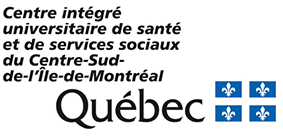 Centre intégré
universitaire de santé
et de services sociaux
du Centre-Sud-
de-l'Île-de-Montréal
Québec